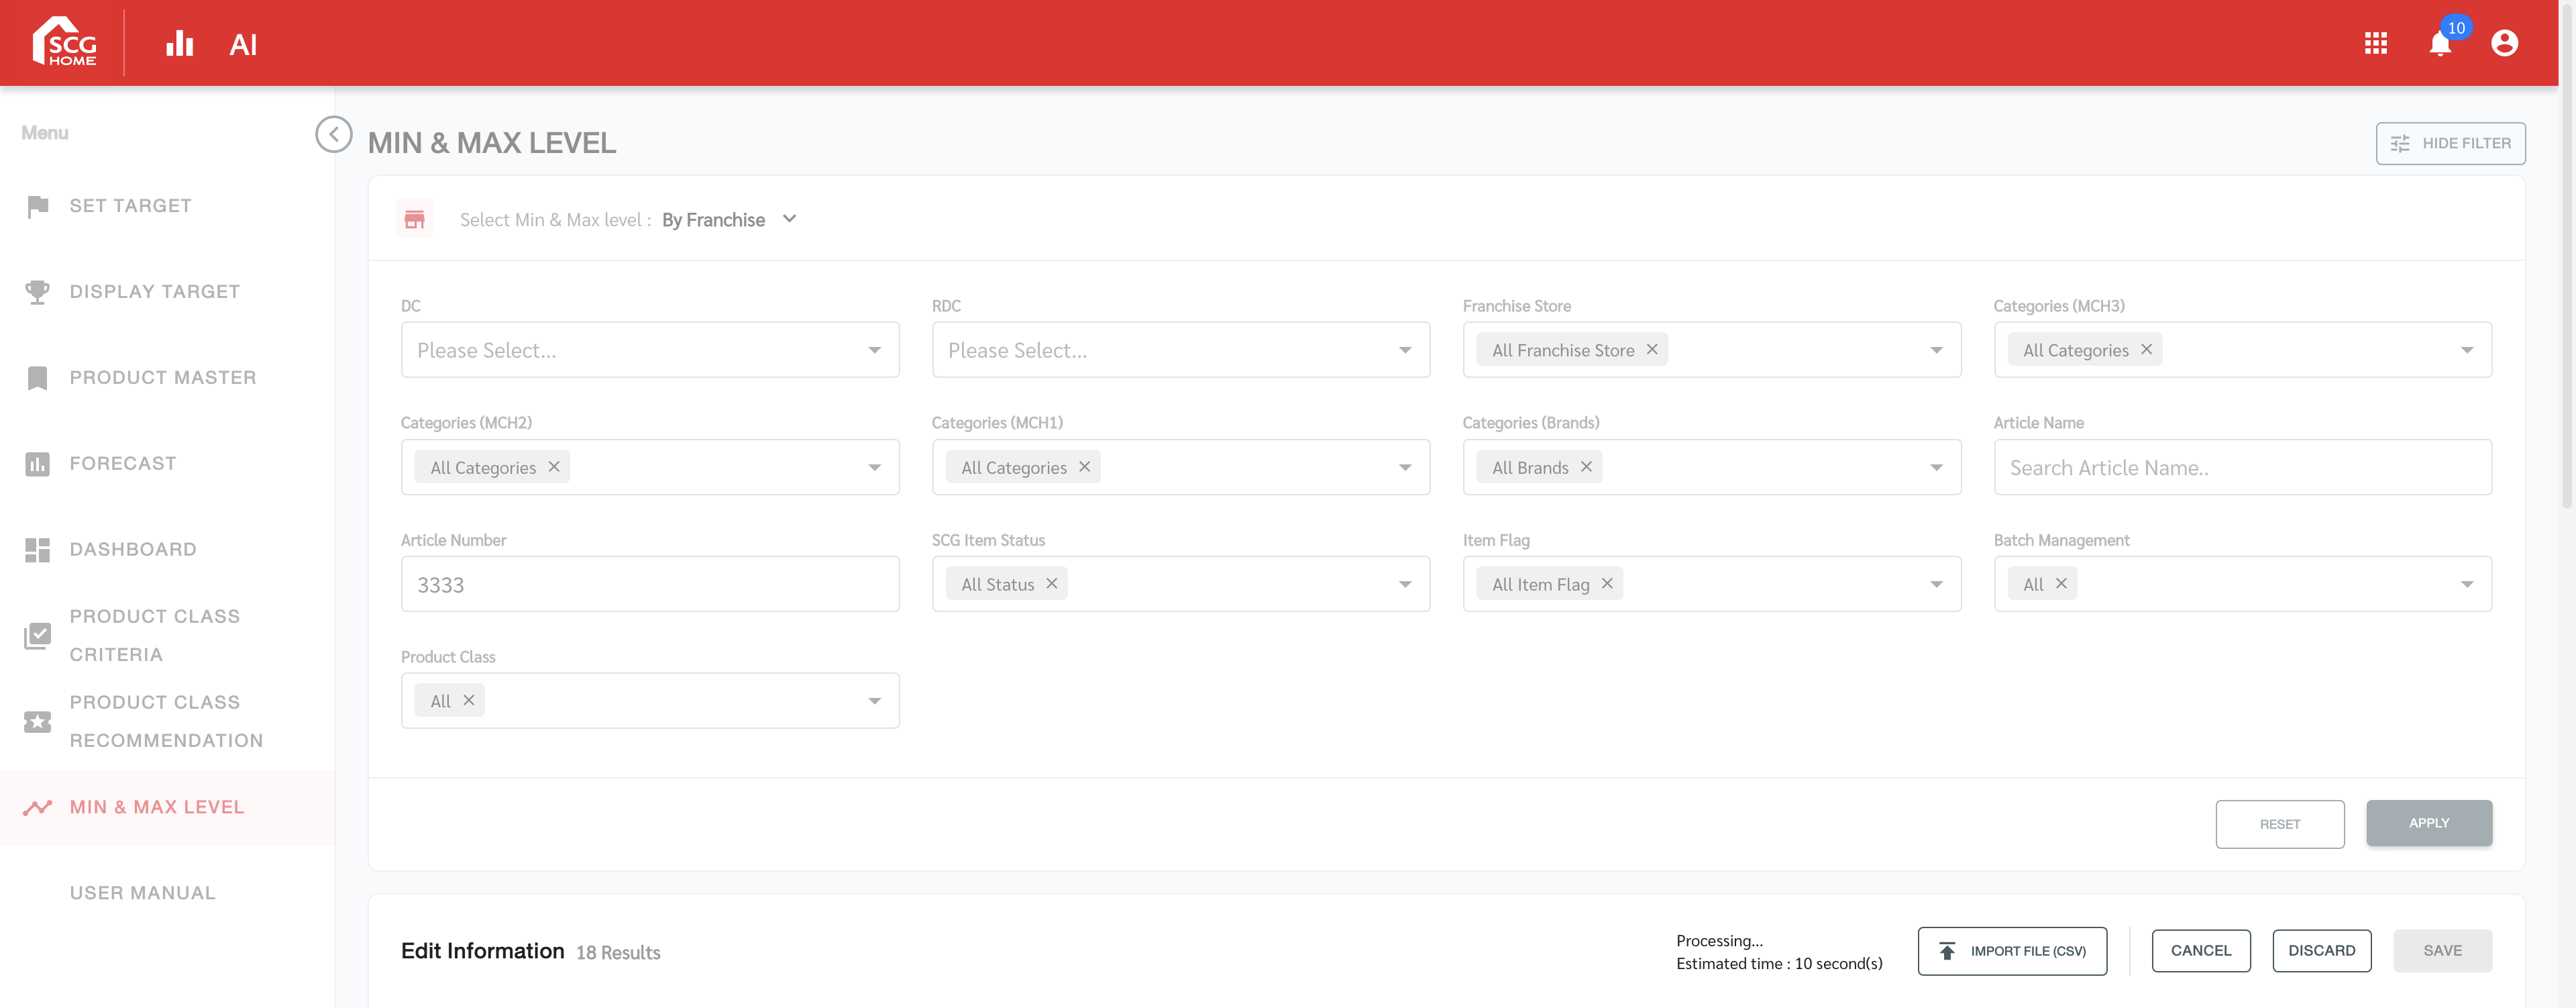 SCG
HOME
AI
10
Menu
SET TARGET
DISPLAY TARGET
PRODUCT MASTER
FORECAST
DASHBOARD
PRODUCT CLASS
CRITERIA
PRODUCT CLASS
RECOMMENDATION
MIN & MAX LEVEL
USER MANUAL
MIN & MAX LEVEL
HIDE FILTER
Select Min & Max level : By Franchise
DC
RDC
Franchise Store
Categories (MCH3)
Please Select...
Please Select...
All Franchise Store
All Categories
Categories (MCH2)
Categories (MCH1)
Categories (Brands)
Article Name
All Categories
All Categories
All Brands
Search Article Name..
Article Number
SCG Item Status
Item Flag
Batch Management
3333
All Status
All Item Flag
All
Product Class
All
RESET
APPLY
Edit Information 18 Results
Processing...
Estimated time : 10 second(s)
IMPORT FILE (CSV)
CANCEL
DISCARD
SAVE